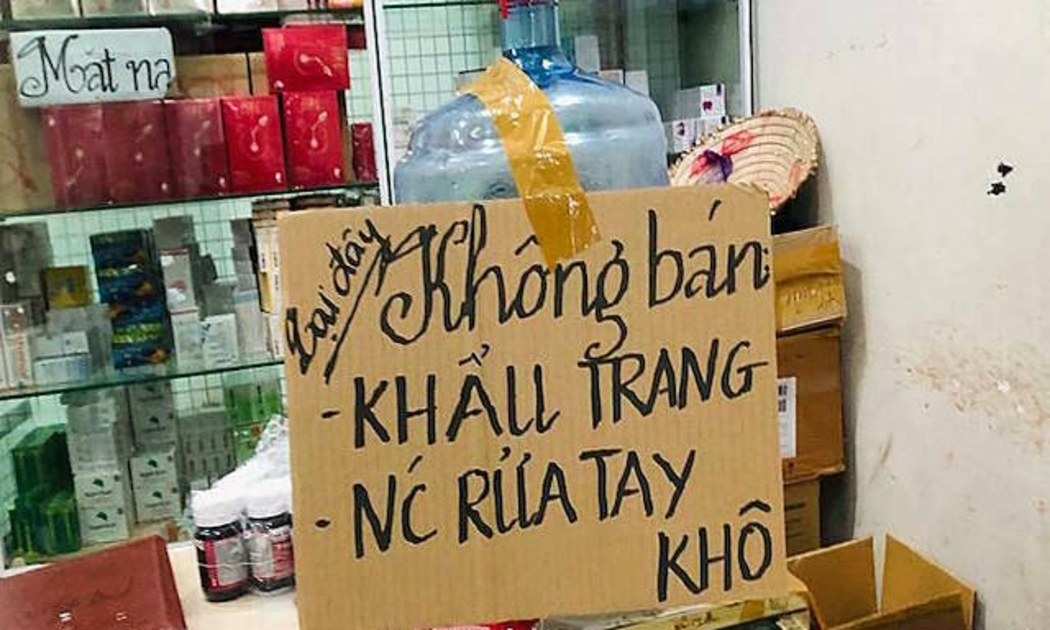 Mặt nạ
Tại đây
Không bán:
- KHẨU TRANG
- NC RỬA TAY
KHÔ